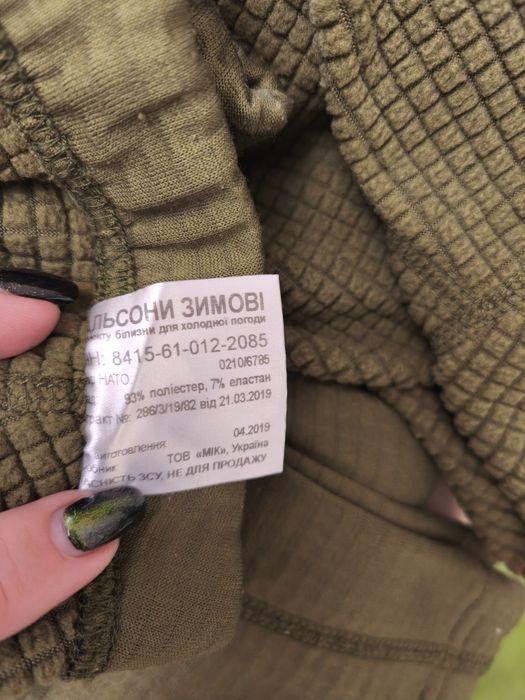 ЛЬСОНИ ЗИМОВІ
мплекту білизни для холодної погоди
Н: 8415-61-012-2085
НАТО: 0210/6785
93% поліестер, 7% еластан
ракт №: 286/3/19/82 від 21.03.2019
виготовлення: 04.2019
бник: ТОВ «МІК», Україна
АСНІСТЬ ЗСУ, НЕ ДЛЯ ПРОДАЖУ